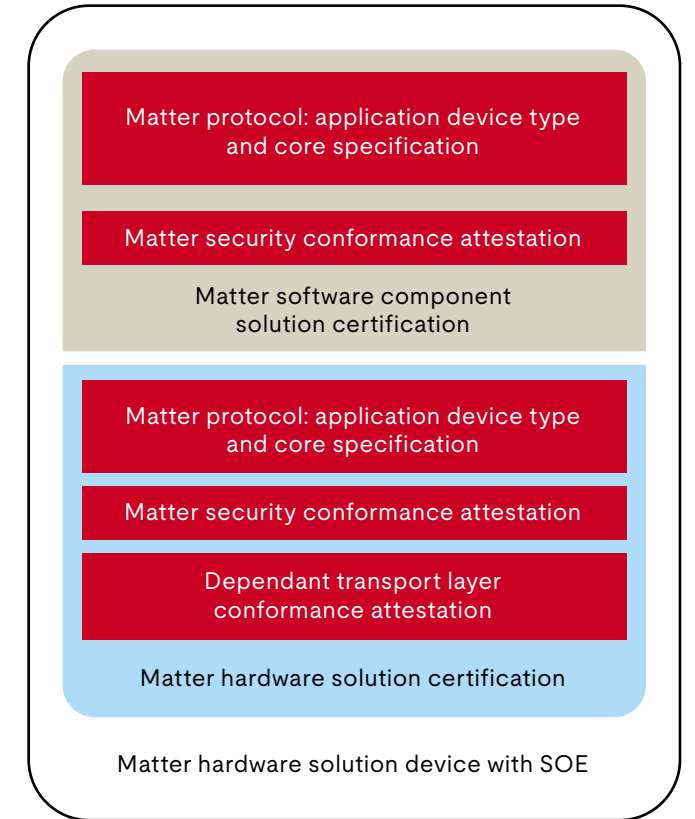 Matter protocol: application device type
and core specification
Matter security conformance attestation
Matter software component
solution certification
Matter protocol: application device type
and core specification
Matter security conformance attestation
Dependant transport layer
conformance attestation
Matter hardware solution certification
Matter hardware solution device with SOE